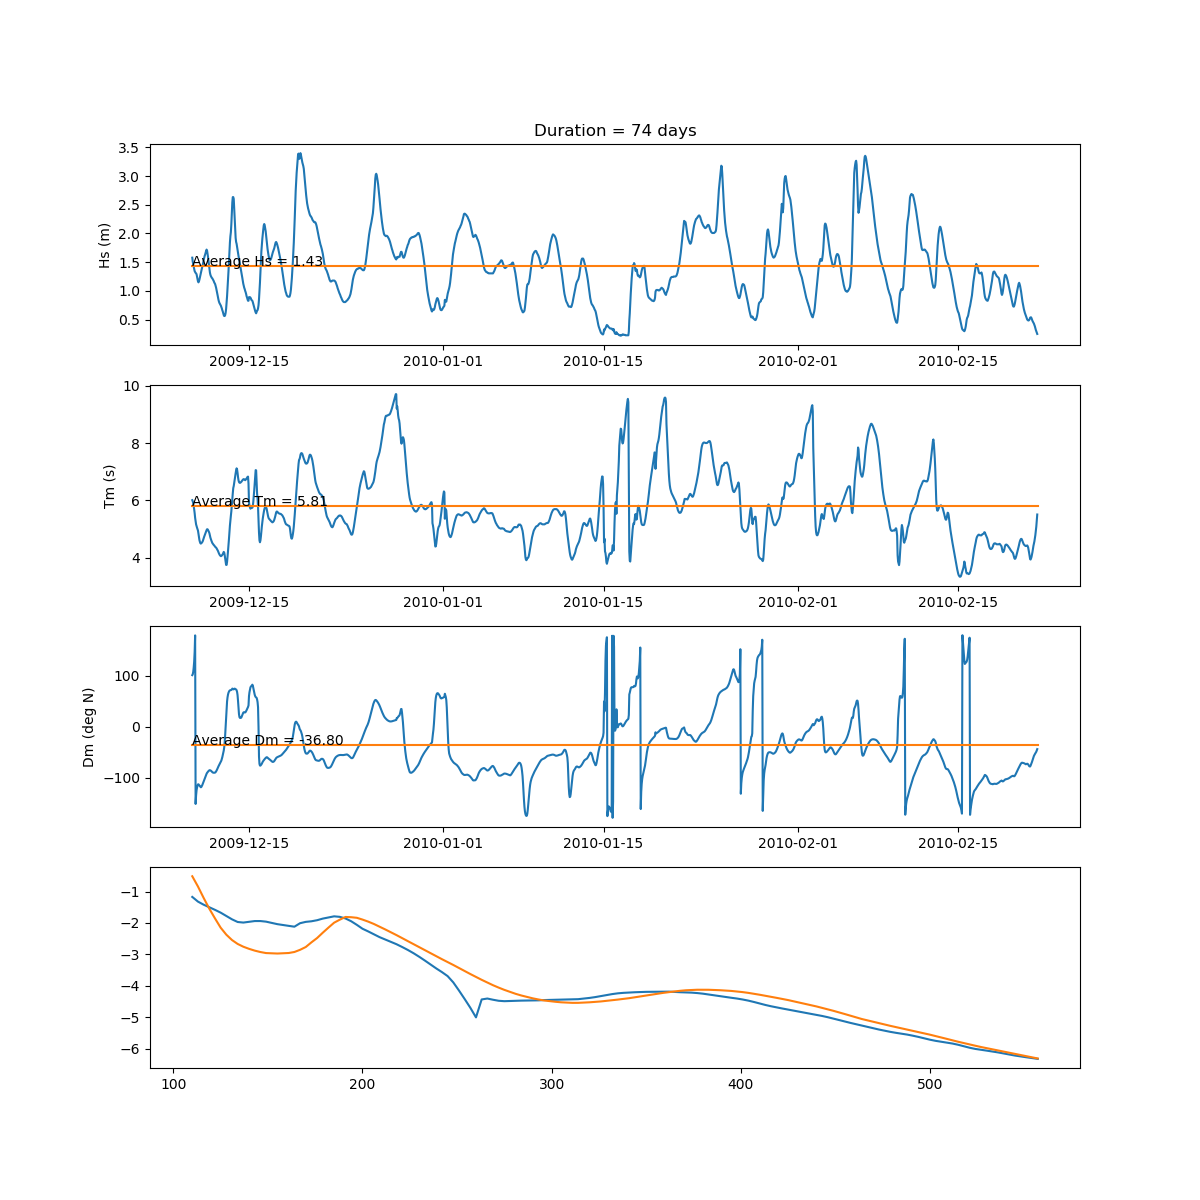 Duration = 74 days
3.5
3.0
2.5
2.0
1.5
1.0
0.5
Hs (m)
Average Hs = 1.43
2009-12-15 2010-01-01 2010-01-15 2010-02-01 2010-02-15
10
8
6
4
Tm (s)
Average Tm = 5.81
2009-12-15 2010-01-01 2010-01-15 2010-02-01 2010-02-15
100
0
−100
Dm (deg N)
Average Dm = -36.80
2009-12-15 2010-01-01 2010-01-15 2010-02-01 2010-02-15
−1
−2
−3
−4
−5
−6
100 200 300 400 500